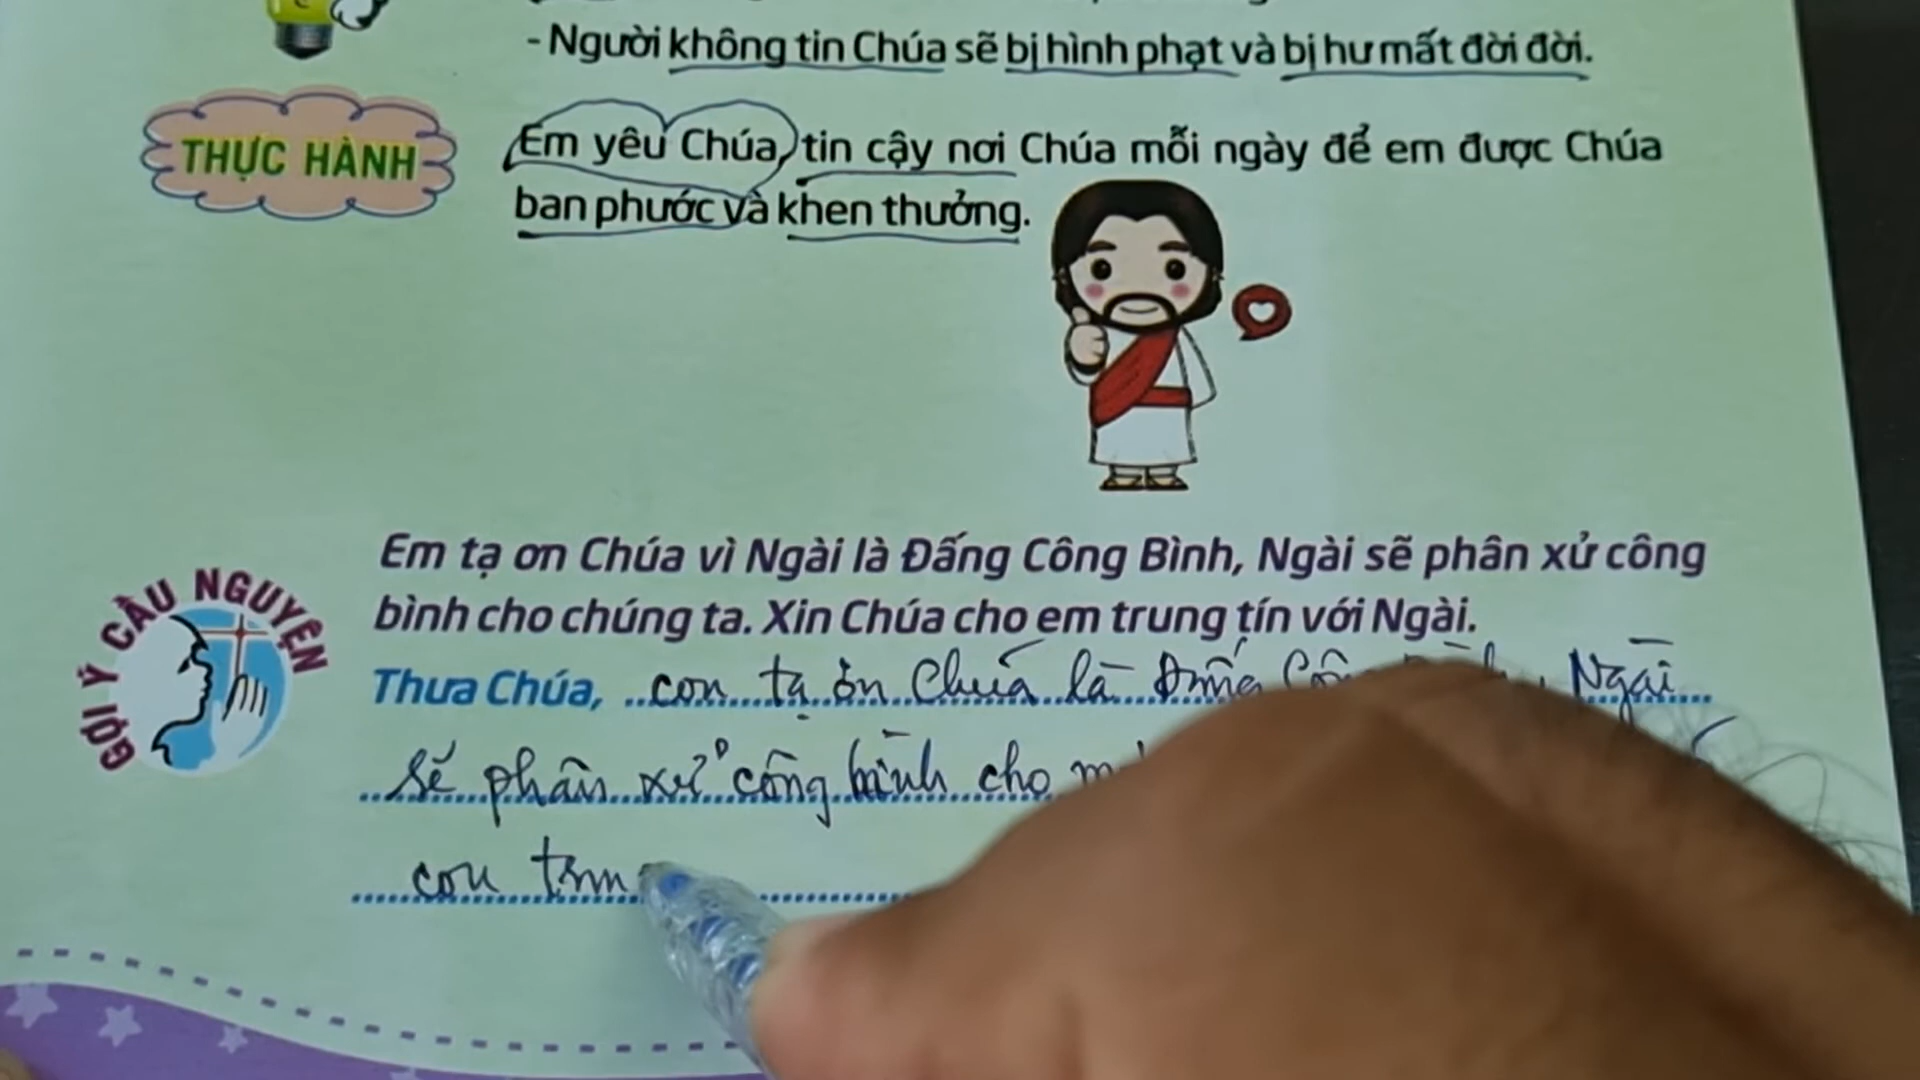 - Người không tin Chúa sẽ bị hình phạt và bị hư mất đời đời.
THỰC HÀNH
Em yêu Chúa, tin cậy nơi Chúa mỗi ngày để em được Chúa
ban phước và khen thưởng.
GỢI Ý CẦU NGUYỆN
Em tạ ơn Chúa vì Ngài là Đấng Công Bình, Ngài sẽ phân xử công
bình cho chúng ta. Xin Chúa cho em trung tín với Ngài.
Thưa Chúa, con tạ ơn Chúa là Đấng Ngài
sẽ phân xử công bình cho
con